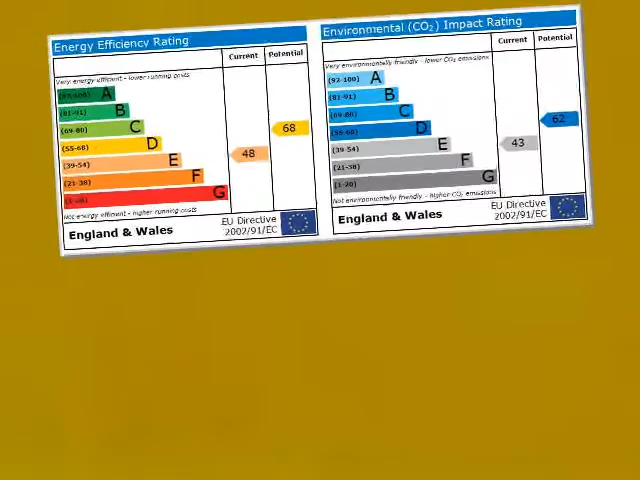 Energy Efficiency Rating
Current
Potential
Very energy efficient - lower running costs
(92-100) A
(81-91) B
(69-80) C
(55-68) D
(39-54) E
(21-38) F
(1-20) G
48
68
Not energy efficient - higher running costs
England & Wales
EU Directive
2002/91/EC
Environmental (CO₂) Impact Rating
Current
Potential
Very environmentally friendly - lower CO₂ emissions
(92-100) A
(81-91) B
(69-80) C
(55-68) D
(39-54) E
(21-38) F
(1-20) G
43
62
Not environmentally friendly - higher CO₂ emissions
England & Wales
EU Directive
2002/91/EC